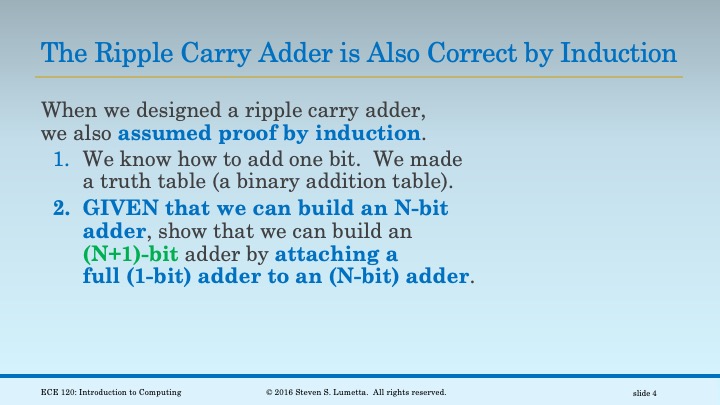 The Ripple Carry Adder is Also Correct by Induction
When we designed a ripple carry adder,
we also assumed proof by induction.
1. We know how to add one bit.  We made
a truth table (a binary addition table).
2. GIVEN that we can build an N-bit
adder, show that we can build an
(N+1)-bit adder by attaching a
full (1-bit) adder to an (N-bit) adder.
ECE 120: Introduction to Computing © 2016 Steven S. Lumetta.  All rights reserved. slide 4